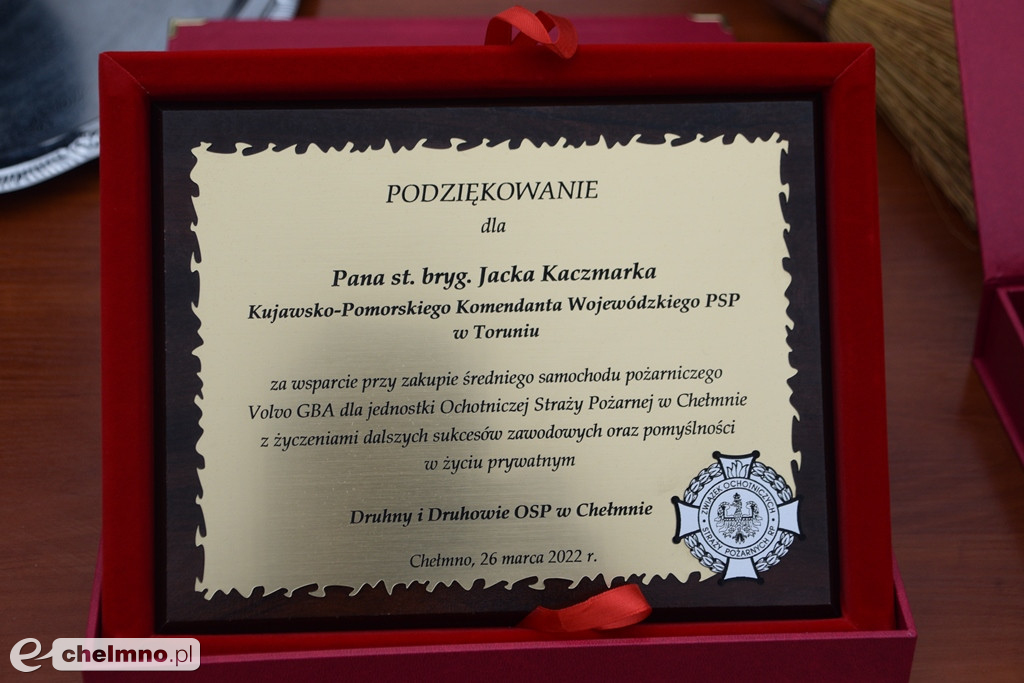 PODZIĘKOWANIE
dla
Pana st. bryg. Jacka Kaczmarka
Kujawsko-Pomorskiego Komendanta Wojewódzkiego PSP
w Toruniu
za wsparcie przy zakupie średniego samochodu pożarniczego
Volvo GBA dla jednostki Ochotniczej Straży Pożarnej w Chełmnie
z życzeniami dalszych sukcesów zawodowych oraz pomyślności
w życiu prywatnym
Druhny i Druhowie OSP w Chełmnie
Chełmno, 26 marca 2022 r.
ZWIĄZEK OCHOTNICZYCH
STRAŻY POŻARNYCH RP
e chelmno.pl